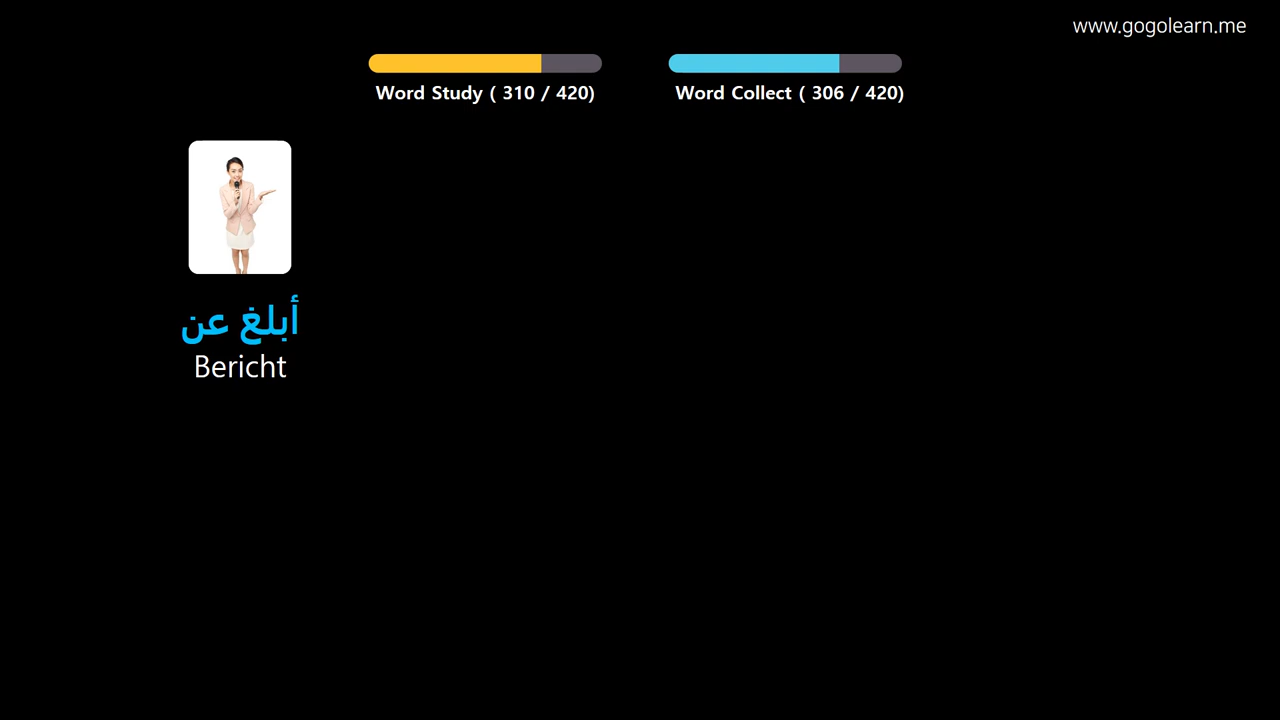 www.gogolearn.me
Word Study ( 310 / 420)
Word Collect ( 306 / 420)
أبلغ عن
Bericht